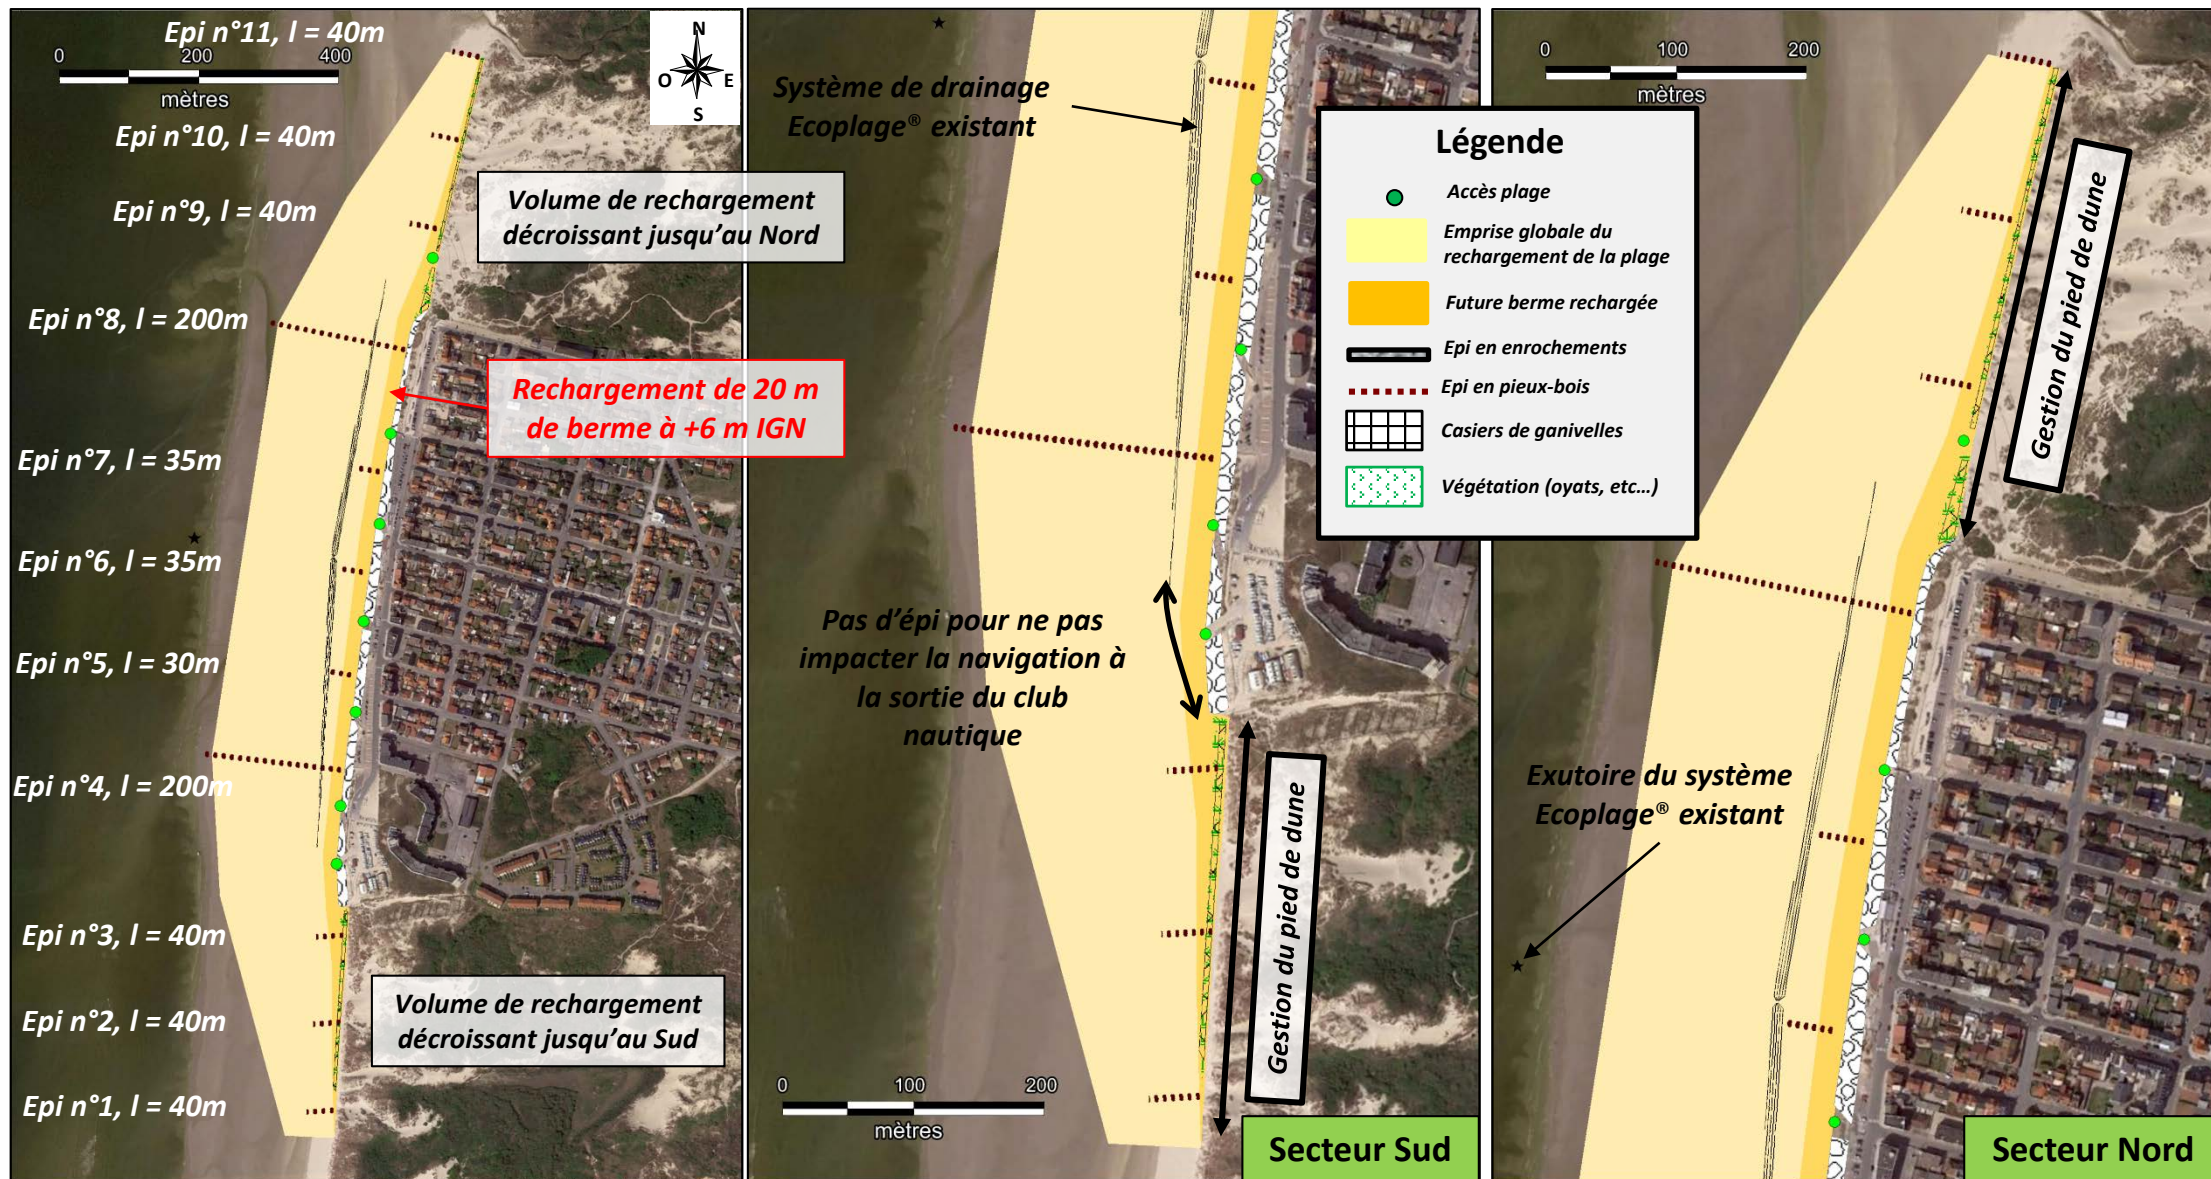 Epi n°11, l = 40m
0 200 400
mètres
N
O E
S
Epi n°10, l = 40m
Epi n°9, l = 40m
Volume de rechargement
décroissant jusqu'au Nord
Epi n°8, l = 200m
Rechargement de 20 m
de berme à +6 m IGN
Epi n°7, l = 35m
Epi n°6, l = 35m
Epi n°5, l = 30m
Epi n°4, l = 200m
Epi n°3, l = 40m
Epi n°2, l = 40m
Volume de rechargement
décroissant jusqu'au Sud
Epi n°1, l = 40m
Système de drainage
Ecoplage® existant
Pas d'épi pour ne pas
impacter la navigation à
la sortie du club
nautique
Gestion du pied de dune
0 100 200
mètres
Secteur Sud
Légende
Accès plage
Emprise globale du
rechargement de la plage
Future berme rechargée
Epi en enrochements
Epi en pieux-bois
Casiers de ganivelles
Végétation (oyats, etc...)
0 100 200
mètres
Gestion du pied de dune
Exutoire du système
Ecoplage® existant
Secteur Nord